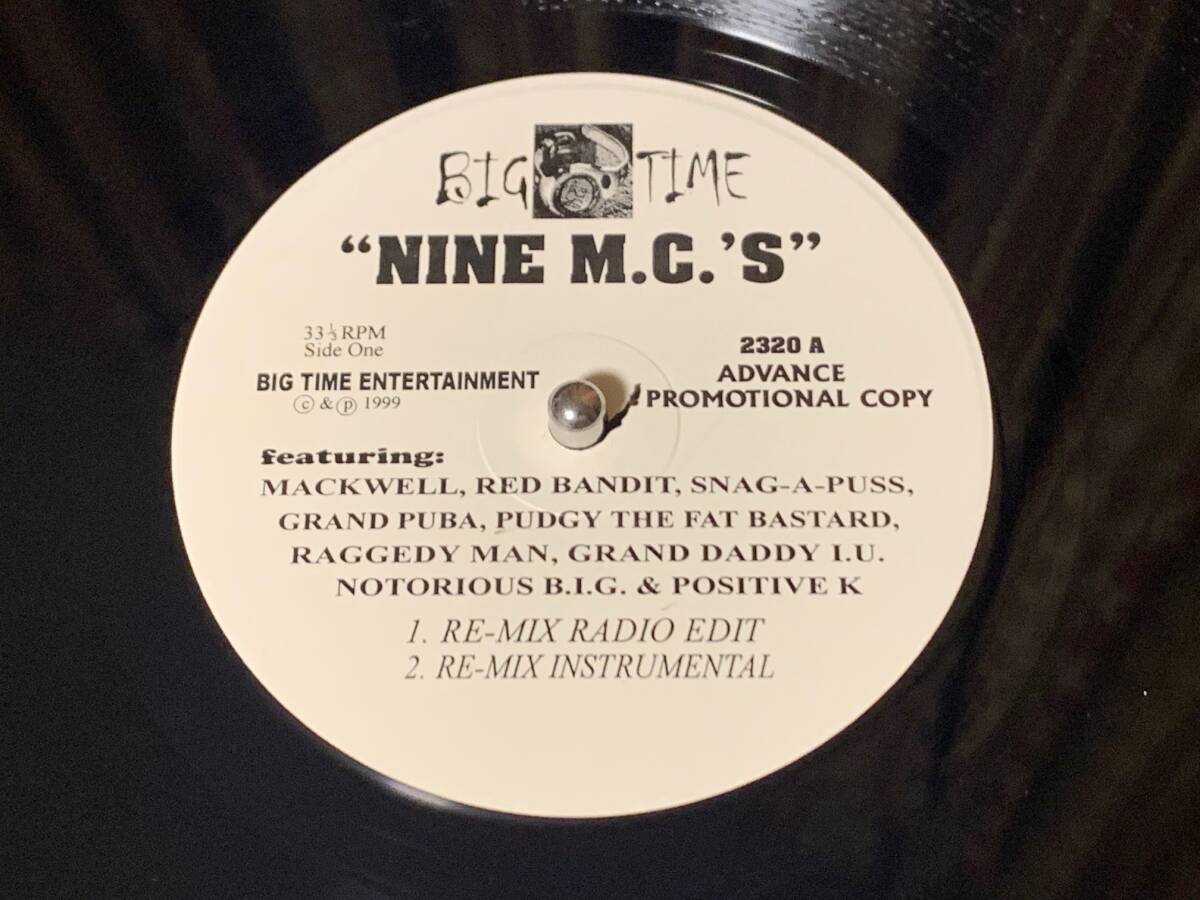 BIG TIME
“NINE M.C.’S”
33⅓ RPM
Side One
BIG TIME ENTERTAINMENT
ⓒ & ⓟ 1999
2320 A
ADVANCE
PROMOTIONAL COPY
featuring:
MACKWELL, RED BANDIT, SNAG-A-PUSS,
GRAND PUBA, PUDGY THE FAT BASTARD,
RAGGEDY MAN, GRAND DADDY I.U.
NOTORIOUS B.I.G. & POSITIVE K
1. RE-MIX RADIO EDIT
2. RE-MIX INSTRUMENTAL